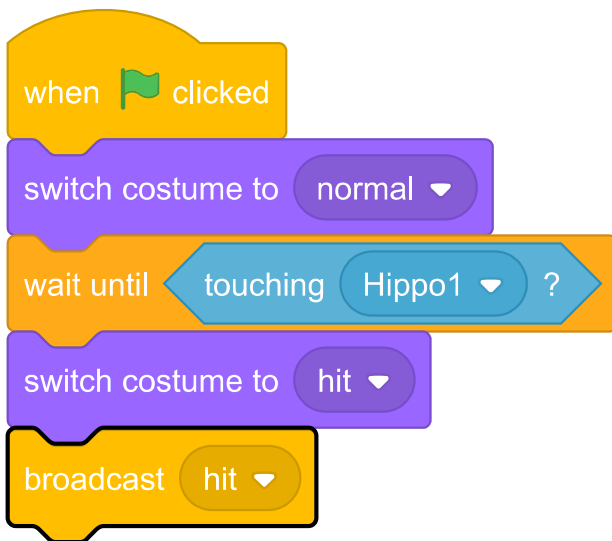 when clicked
switch costume to normal
wait until touching Hippo1 ?
switch costume to hit
broadcast hit